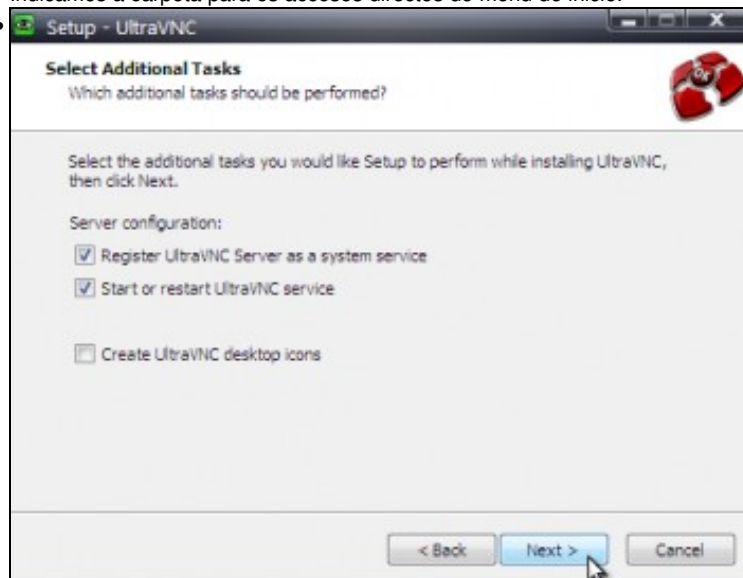 Indicamos a carpeta para os accesos directos do menú de inicio.
Setup - UltraVNC
Select Additional Tasks
Which additional tasks should be performed?
Select the additional tasks you would like Setup to perform while installing UltraVNC,
then click Next.
Server configuration:
Register UltraVNC Server as a system service
Start or restart UltraVNC service
Create UltraVNC desktop icons
< Back Next > Cancel